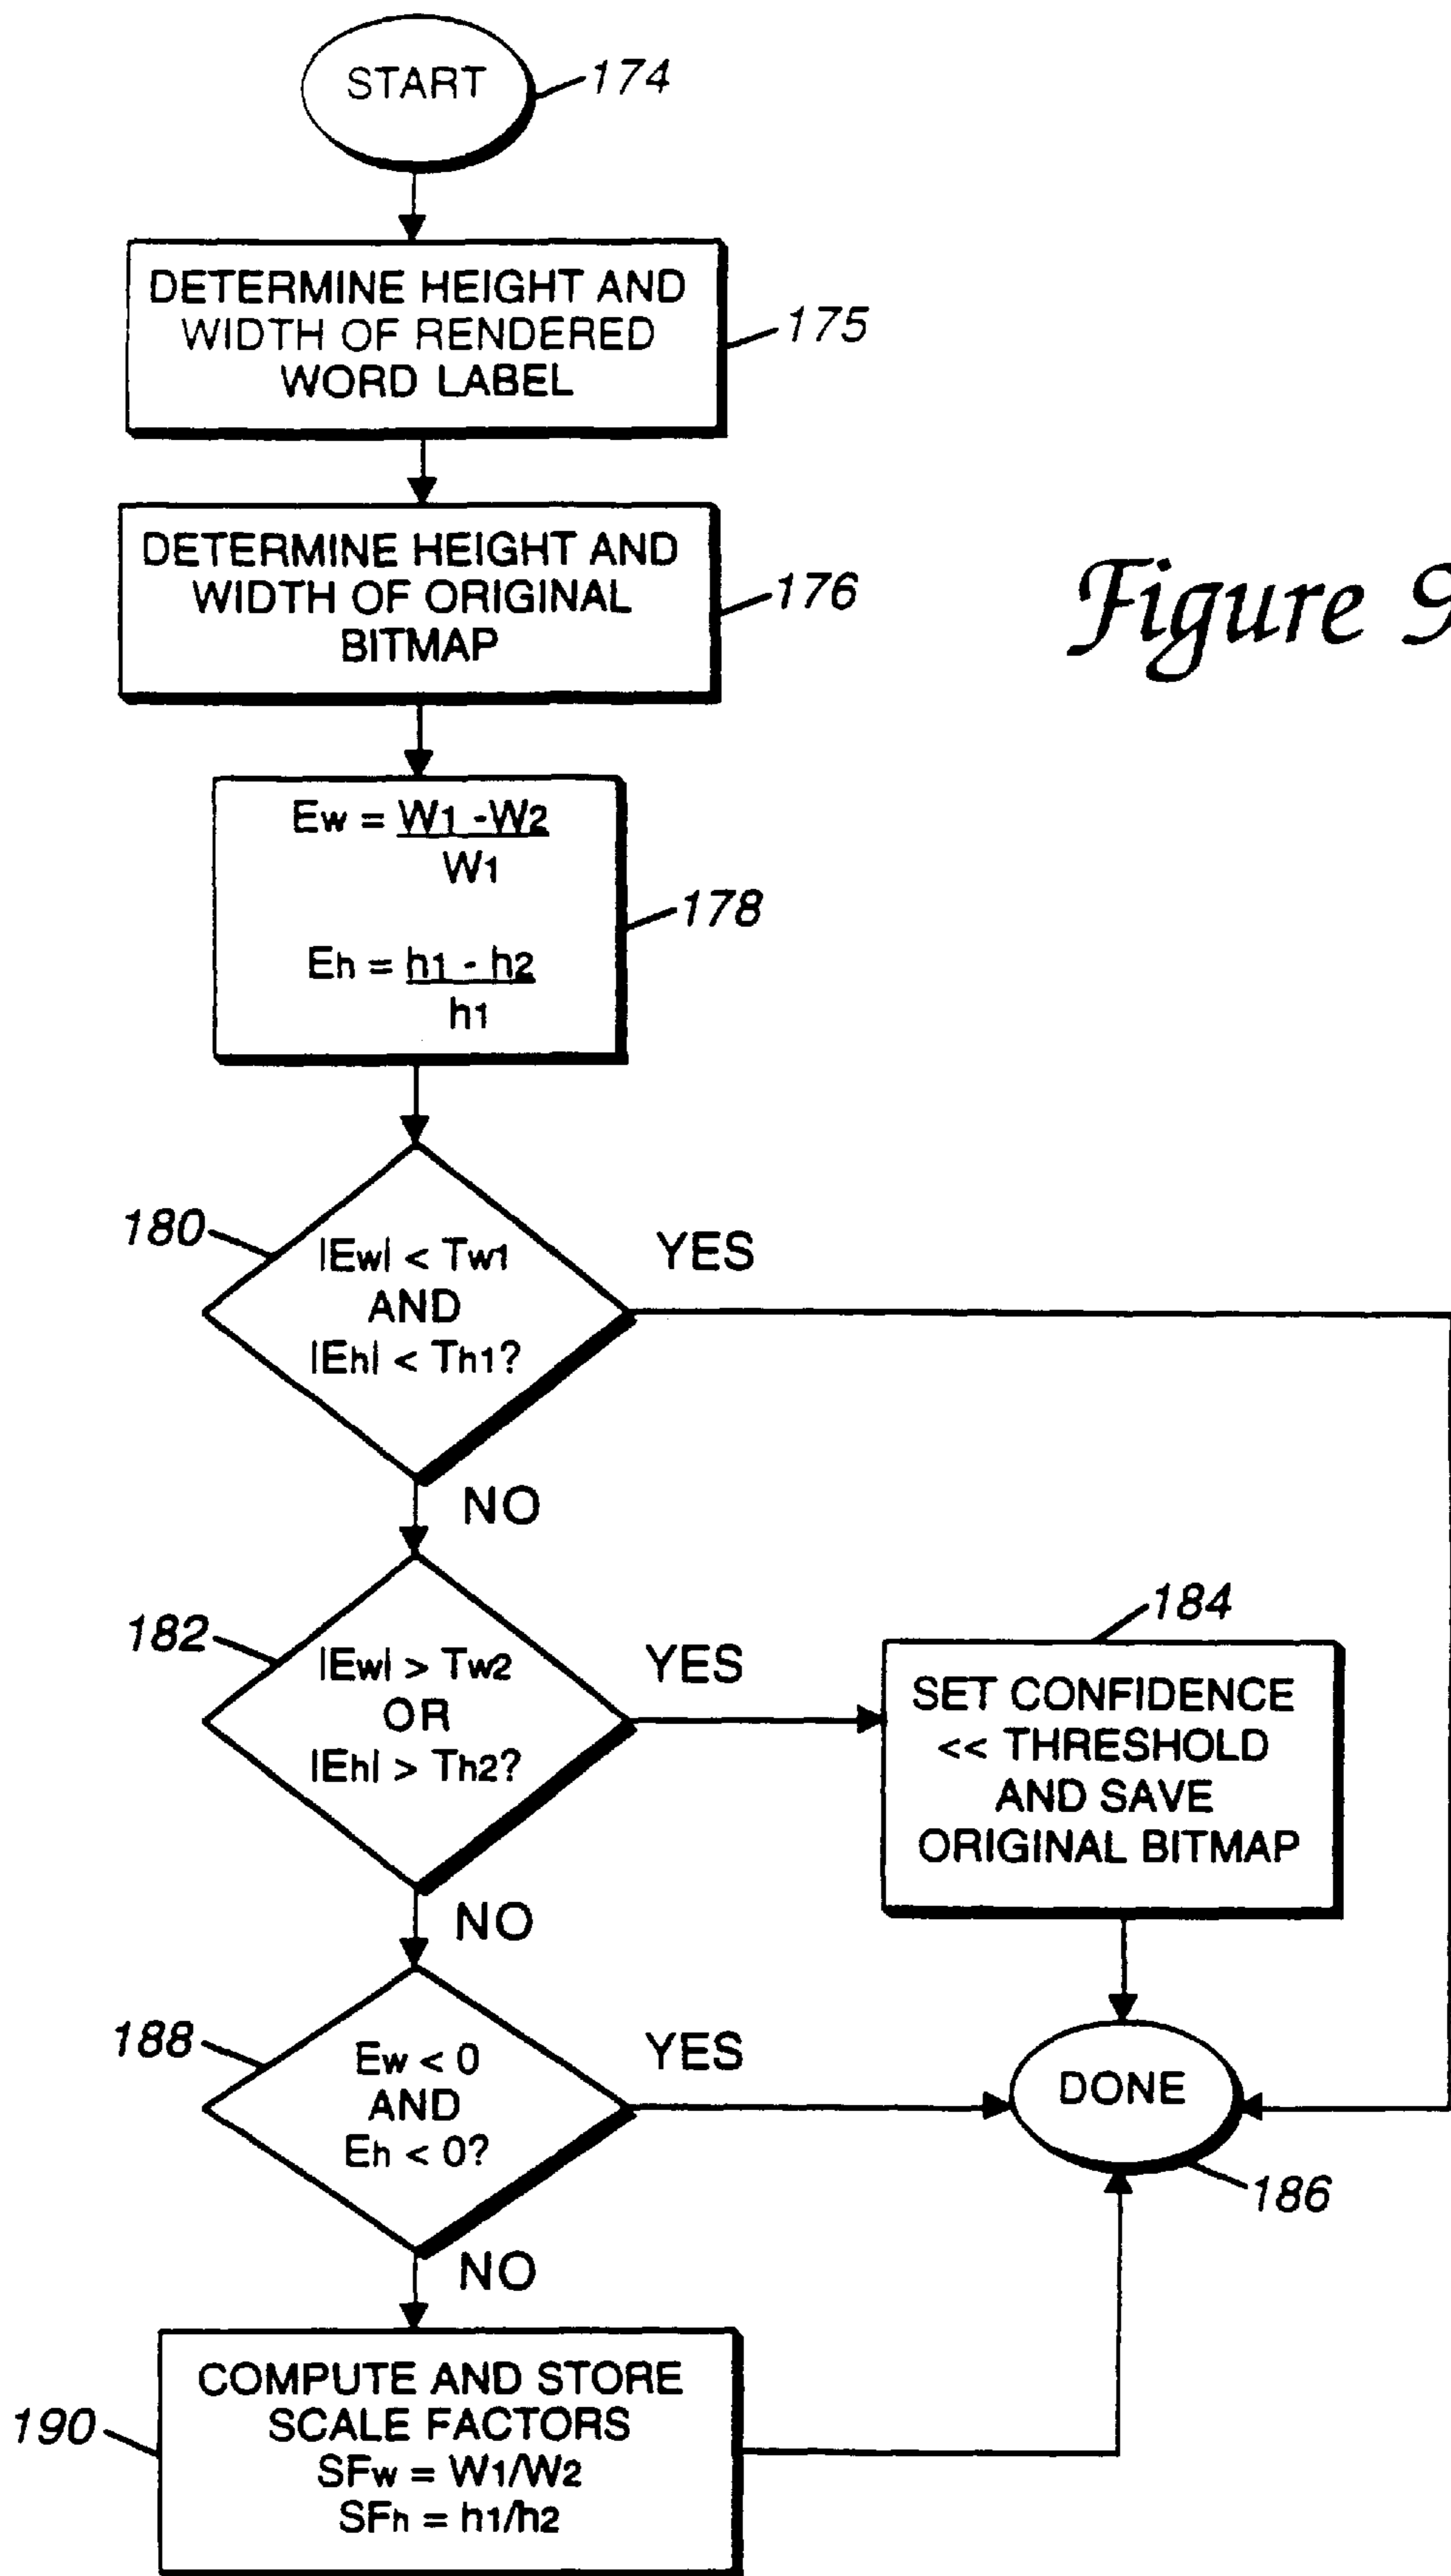 START
174
DETERMINE HEIGHT AND
WIDTH OF RENDERED
WORD LABEL
175
DETERMINE HEIGHT AND
WIDTH OF ORIGINAL
BITMAP
176
Figure 9
Ew = W1 -W2
W1
Eh = h1 - h2
h1
178
180
|Ew| < Tw1
AND
|Eh| < Th1?
YES
NO
182
|Ew| > Tw2
OR
|Eh| > Th2?
YES
184
SET CONFIDENCE
<< THRESHOLD
AND SAVE
ORIGINAL BITMAP
NO
188
Ew < 0
AND
Eh < 0?
YES
DONE
186
NO
190
COMPUTE AND STORE
SCALE FACTORS
SFw = W1/W2
SFh = h1/h2